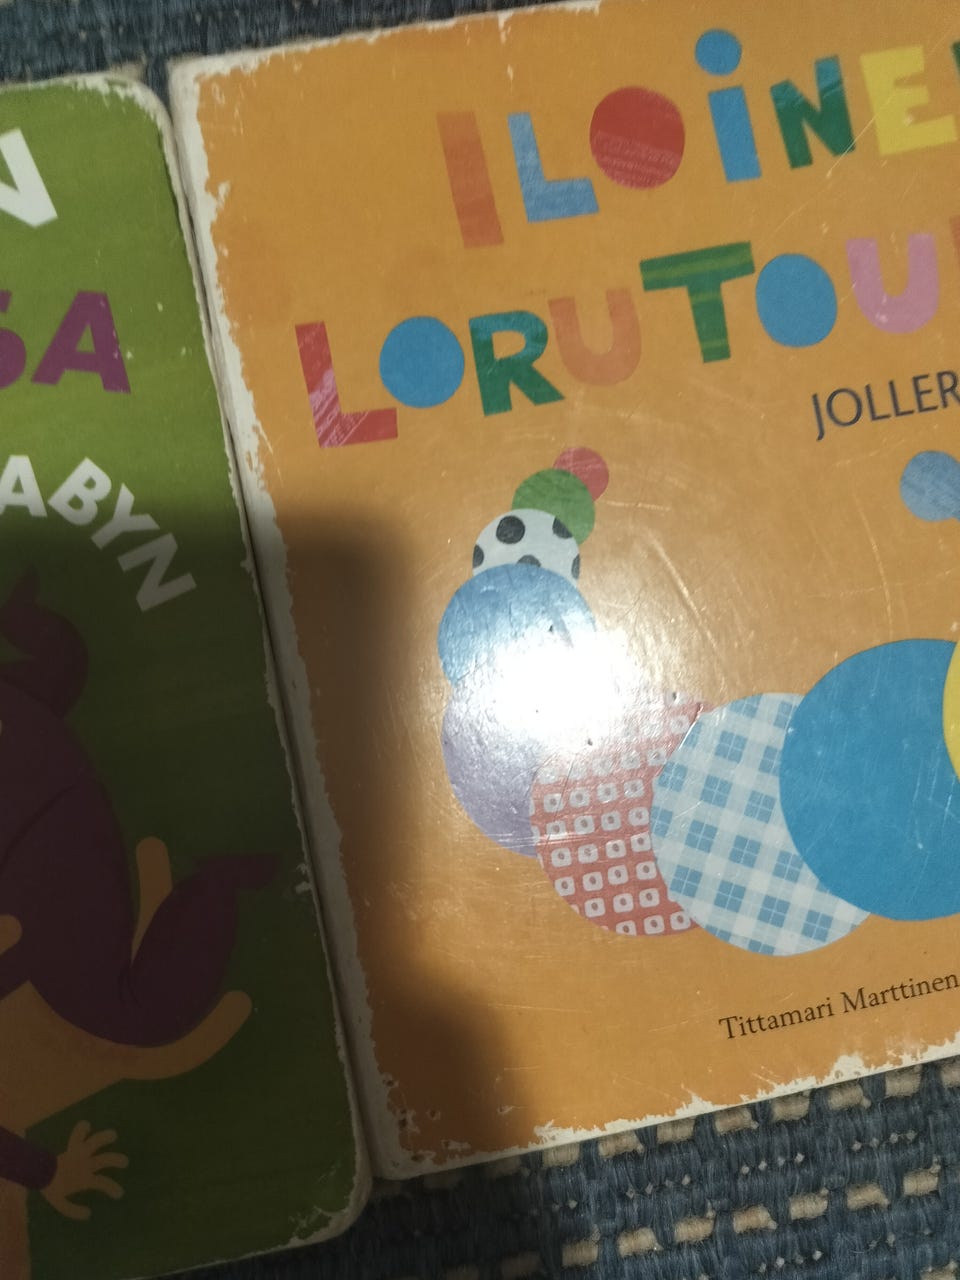 N
SA
ABYN
ILOINEN
LORUTOU
JOLLER
Tittamari Marttinen